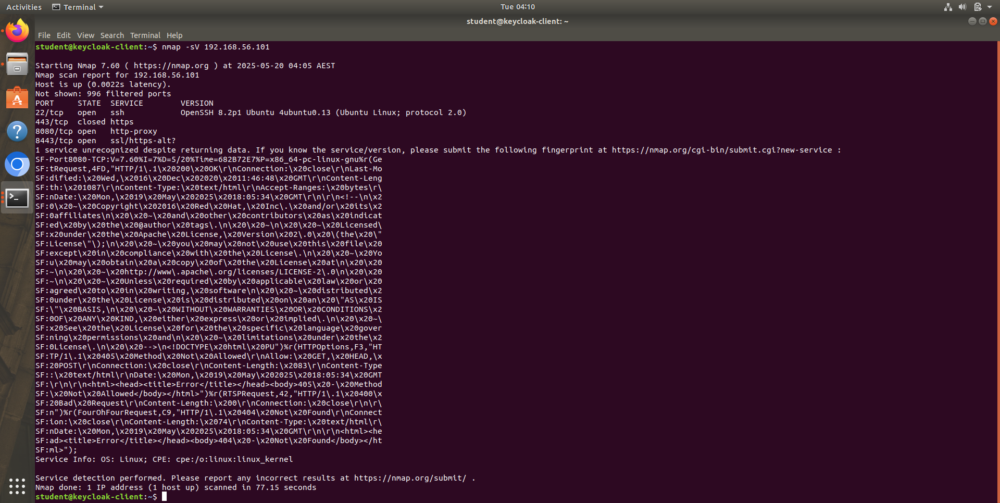 Activities Terminal Tue 04:10
student@keycloak-client: ~
File Edit View Search Terminal Help
student@keycloak-client:~$ nmap -sV 192.168.56.101
Starting Nmap 7.60 ( https://nmap.org ) at 2025-05-20 04:05 AEST
Nmap scan report for 192.168.56.101
Host is up (0.0022s latency).
Not shown: 996 filtered ports
PORT     STATE  SERVICE        VERSION
22/tcp   open   ssh            OpenSSH 8.2p1 Ubuntu 4ubuntu0.13 (Ubuntu Linux; protocol 2.0)
443/tcp  closed https
8080/tcp open   http-proxy
8443/tcp open   ssl/https-alt?
1 service unrecognized despite returning data. If you know the service/version, please submit the following fingerprint at https://nmap.org/cgi-bin/submit.cgi?new-service :
SF-Port8080-TCP:V=7.60%I=7%D=5/20%Time=682B72E7%P=x86_64-pc-linux-gnu%r(Ge
SF:tRequest,4FD,"HTTP/1\.1\x20200\x20OK\r\nConnection:\x20close\r\nLast-Mo
SF:dified:\x20Wed,\x2016\x20Dec\x202020\x2011:46:48\x20GMT\r\nContent-Leng
SF:th:\x201087\r\nContent-Type:\x20text/html\r\nAccept-Ranges:\x20bytes\r\
SF:nDate:\x20Mon,\x2019\x20May\x202025\x2018:05:34\x20GMT\r\n\r\n<!--\n\x2
SF:0\x20~\x20Copyright\x202016\x20Red\x20Hat,\x20Inc\.\x20and/or\x20its\x2
SF:0affiliates\n\x20\x20~\x20and\x20other\x20contributors\x20as\x20indicat
SF:ed\x20by\x20the\x20@author\x20tags\.\n\x20\x20~\n\x20\x20~\x20Licensed\
SF:x20under\x20the\x20Apache\x20License,\x20Version\x202\.0\x20\(the\x20\"
SF:License\"\);\n\x20\x20~\x20you\x20may\x20not\x20use\x20this\x20file\x20
SF:except\x20in\x20compliance\x20with\x20the\x20License\.\n\x20\x20~\x20Yo
SF:u\x20may\x20obtain\x20a\x20copy\x20of\x20the\x20License\x20at\n\x20\x20
SF:~\n\x20\x20~\x20http://www\.apache\.org/licenses/LICENSE-2\.0\n\x20\x20
SF:~\n\x20\x20~\x20Unless\x20required\x20by\x20applicable\x20law\x20or\x20
SF:agreed\x20to\x20in\x20writing,\x20software\n\x20\x20~\x20distributed\x2
SF:0under\x20the\x20License\x20is\x20distributed\x20on\x20an\x20\"AS\x20IS
SF:\"\x20BASIS,\n\x20\x20~\x20WITHOUT\x20WARRANTIES\x20OR\x20CONDITIONS\x2
SF:0OF\x20ANY\x20KIND,\x20either\x20express\x20or\x20implied\.\n\x20\x20~\
SF:x20See\x20the\x20License\x20for\x20the\x20specific\x20language\x20gover
SF:ning\x20permissions\x20and\n\x20\x20~\x20limitations\x20under\x20the\x2
SF:0License\.\n\x20\x20-->\n<!DOCTYPE\x20html\x20PU")%r(HTTPOptions,F3,"HT
SF:TP/1\.1\x20405\x20Method\x20Not\x20Allowed\r\nAllow:\x20GET,\x20HEAD,\x
SF:20POST\r\nConnection:\x20close\r\nContent-Length:\x2083\r\nContent-Type
SF::\x20text/html\r\nDate:\x20Mon,\x2019\x20May\x202025\x2018:05:34\x20GMT
SF:\r\n\r\n<html><head><title>Error</title></head><body>405\x20-\x20Method
SF:\x20Not\x20Allowed</body></html>")%r(RTSPRequest,42,"HTTP/1\.1\x20400\x
SF:20Bad\x20Request\r\nContent-Length:\x200\r\nConnection:\x20close\r\n\r\
SF:n")%r(FourOhFourRequest,C9,"HTTP/1\.1\x20404\x20Not\x20Found\r\nConnect
SF:ion:\x20close\r\nContent-Length:\x2074\r\nContent-Type:\x20text/html\r\
SF:nDate:\x20Mon,\x2019\x20May\x202025\x2018:05:34\x20GMT\r\n\r\n<html><he
SF:ad><title>Error</title></head><body>404\x20-\x20Not\x20Found</body></ht
SF:ml>");
Service Info: OS: Linux; CPE: cpe:/o:linux:linux_kernel
Service detection performed. Please report any incorrect results at https://nmap.org/submit/ .
Nmap done: 1 IP address (1 host up) scanned in 77.15 seconds
student@keycloak-client:~$